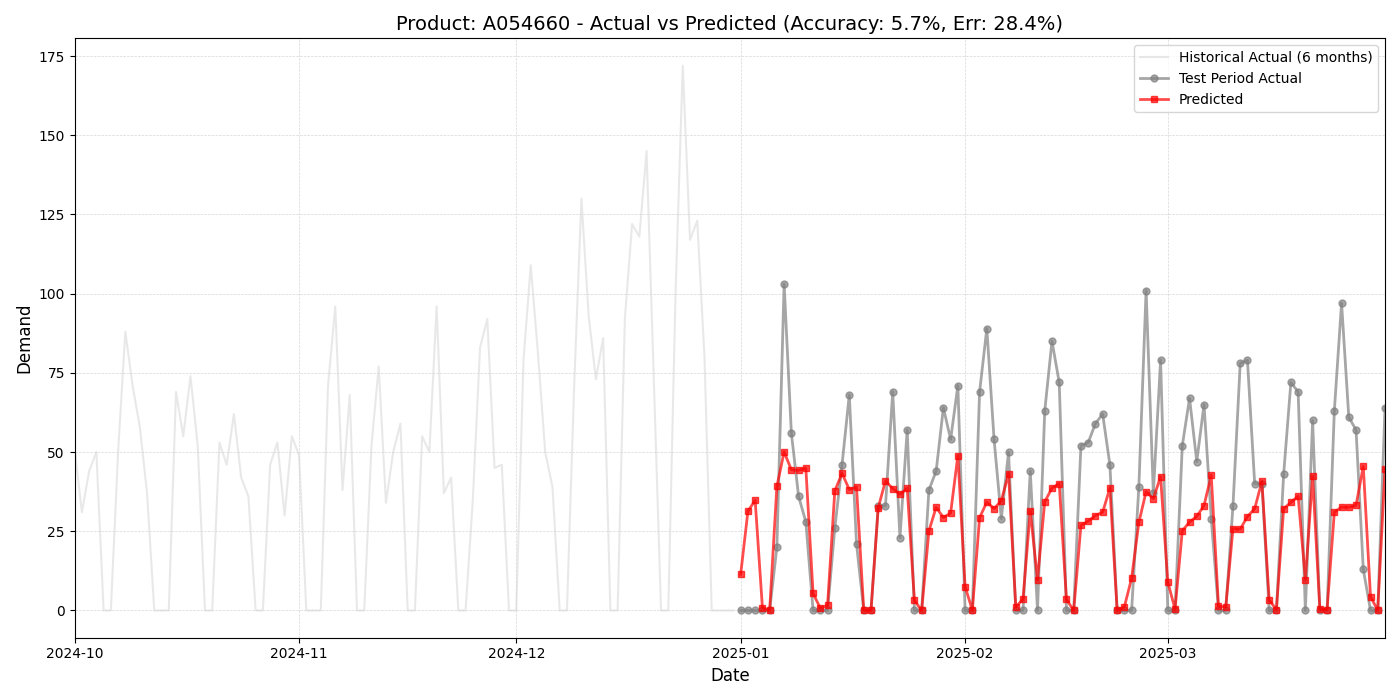 Product: A054660 - Actual vs Predicted (Accuracy: 5.7%, Err: 28.4%)
Historical Actual (6 months)
Test Period Actual
Predicted
Demand
175
150
125
100
75
50
25
0
2024-10
2024-11
2024-12
2025-01
2025-02
2025-03
Date